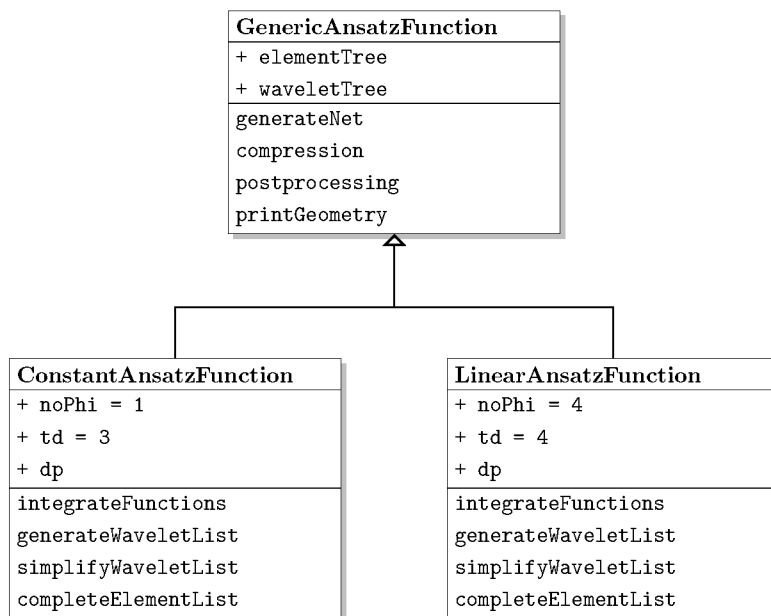 GenericAnsatzFunction
+ elementTree
+ waveletTree
generateNet
compression
postprocessing
printGeometry
ConstantAnsatzFunction
+ noPhi = 1
+ td = 3
+ dp
integrateFunctions
generateWaveletList
simplifyWaveletList
completeElementList
LinearAnsatzFunction
+ noPhi = 4
+ td = 4
+ dp
integrateFunctions
generateWaveletList
simplifyWaveletList
completeElementList